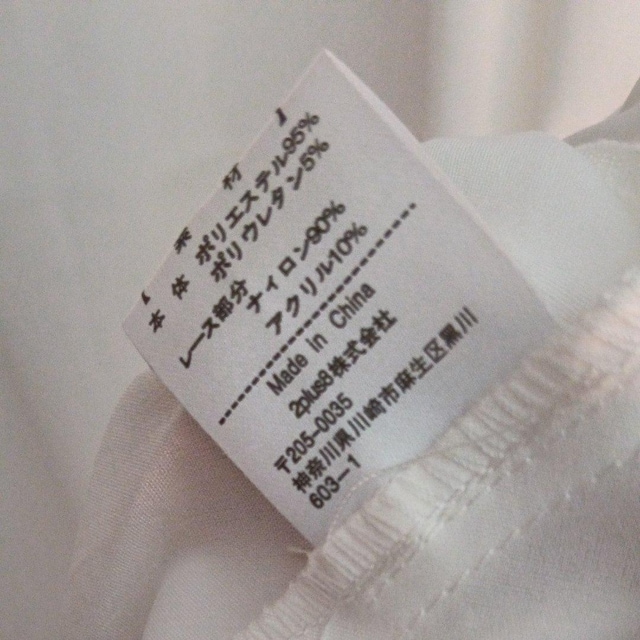 素材
本体 ポリエステル95%
ポリウレタン5%
レース部分
ナイロン90%
アクリル10%
Made in China
2plus8株式会社
〒205-0035
神奈川県川崎市麻生区黒川
603-1